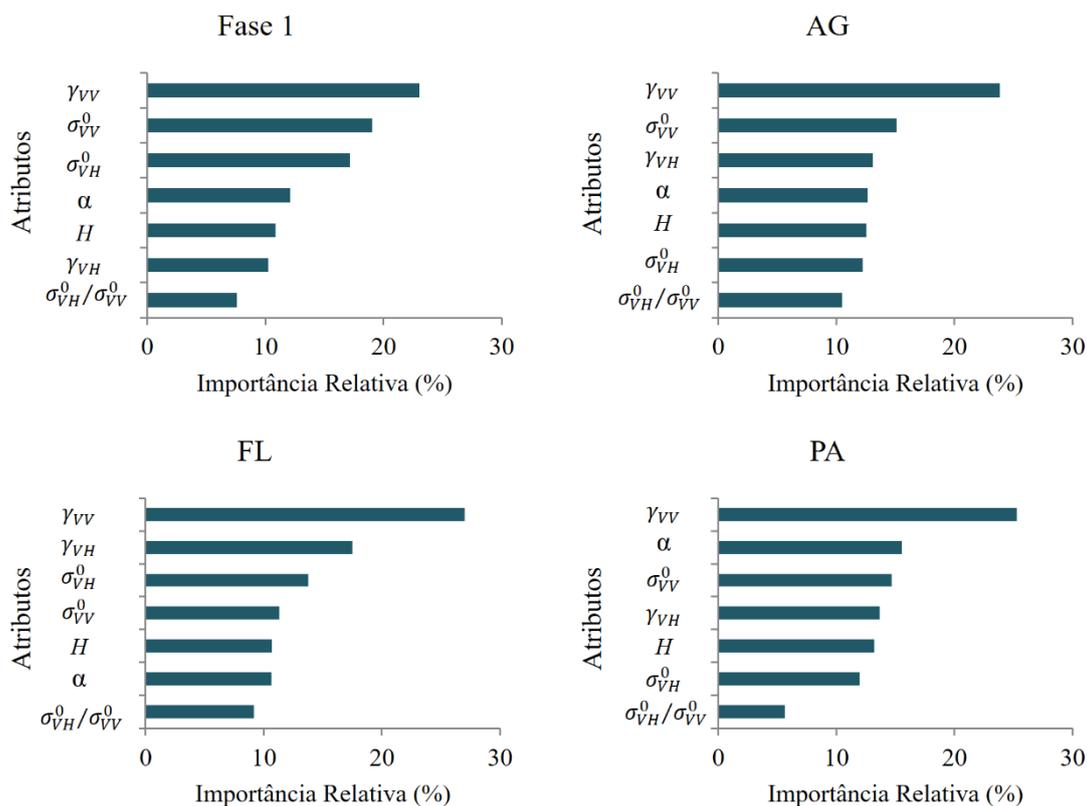 Fase 1
Atributos
γ_VV
σ⁰_VV
σ⁰_VH
α
H
γ_VH
σ⁰_VH/σ⁰_VV
0 10 20 30
Importância Relativa (%)
AG
Atributos
γ_VV
σ⁰_VV
γ_VH
α
H
σ⁰_VH
σ⁰_VH/σ⁰_VV
0 10 20 30
Importância Relativa (%)
FL
Atributos
γ_VV
γ_VH
σ⁰_VH
σ⁰_VV
H
α
σ⁰_VH/σ⁰_VV
0 10 20 30
Importância Relativa (%)
PA
Atributos
γ_VV
α
σ⁰_VV
γ_VH
H
σ⁰_VH
σ⁰_VH/σ⁰_VV
0 10 20 30
Importância Relativa (%)